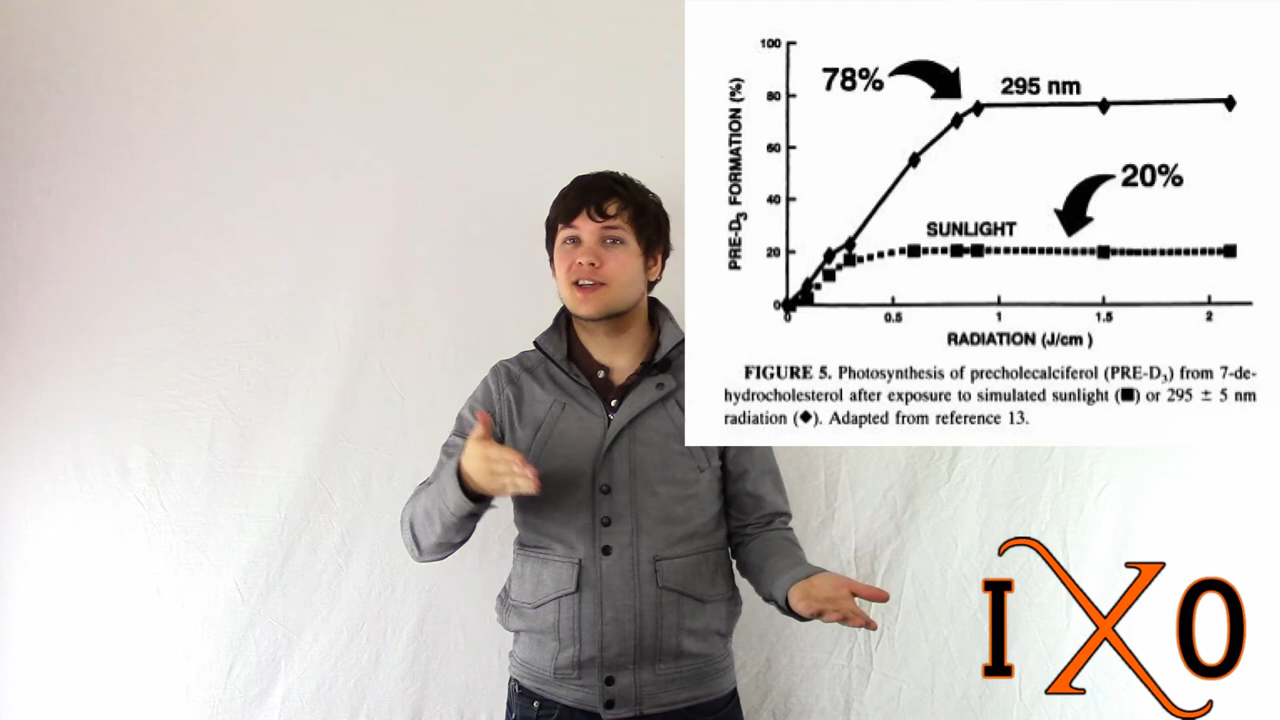 100
78%
295 nm
80
60
20%
40
SUNLIGHT
20
0
0
0.5
1
1.5
2
PRE-D3 FORMATION (%)
RADIATION (J/cm )
FIGURE 5. Photosynthesis of precholecalciferol (PRE-D3) from 7-de-
hydrocholesterol after exposure to simulated sunlight (■) or 295 ± 5 nm
radiation (◆). Adapted from reference 13.
IXO